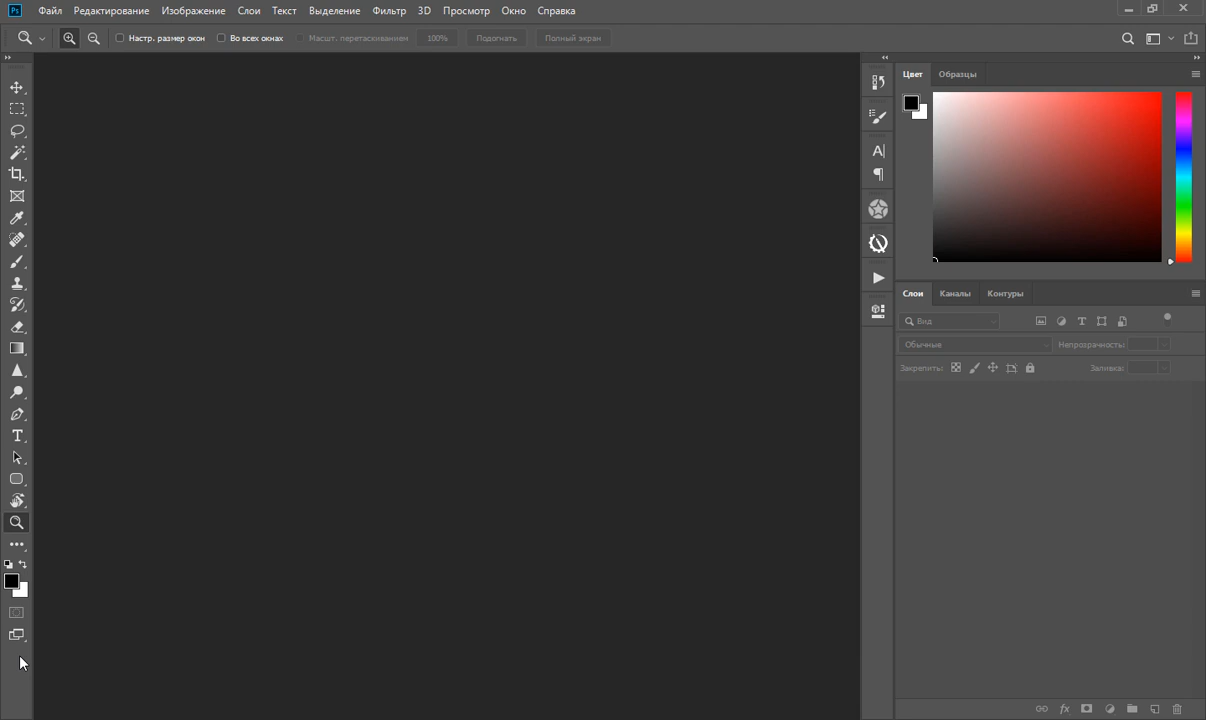 Ps Файл Редактирование Изображение Слои Текст Выделение Фильтр 3D Просмотр Окно Справка
Настр. размер окон Во всех окнах Масшт. перетаскиванием 100% Подогнать Полный экран
Цвет Образцы
Слои Каналы Контуры
Вид
Обычные Непрозрачность:
Закрепить: Заливка:
fx